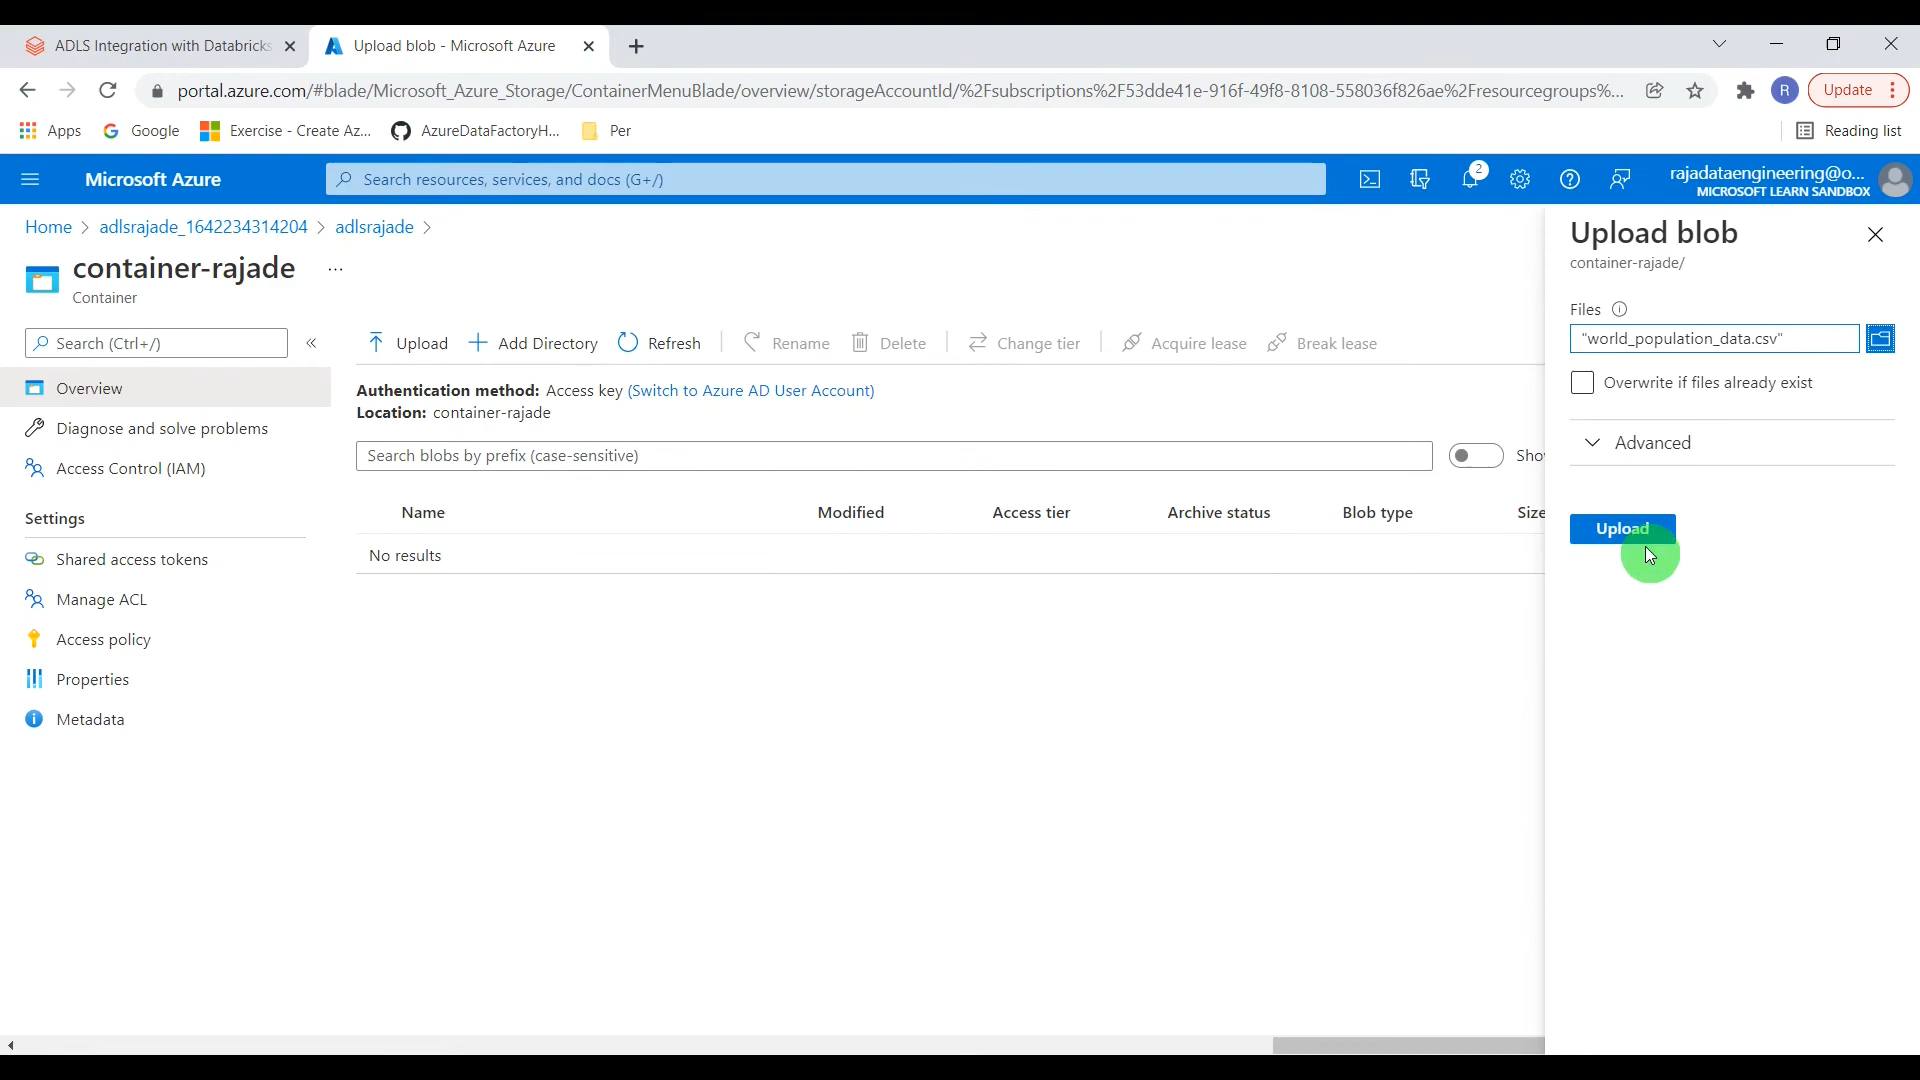 ADLS Integration with Databricks
Upload blob - Microsoft Azure
portal.azure.com/#blade/Microsoft_Azure_Storage/ContainerMenuBlade/overview/storageAccountId/%2Fsubscriptions%2F53dde41e-916f-49f8-8108-558036f826ae%2Fresourcegroups%...
R
Update
Apps
Google
Exercise - Create Az...
AzureDataFactoryH...
Per
Reading list
Microsoft Azure
Search resources, services, and docs (G+/)
2
rajadataengineering@o...
MICROSOFT LEARN SANDBOX
Home > adlsrajade_1642234314204 > adlsrajade >
container-rajade ...
Container
Search (Ctrl+/)
«
Overview
Diagnose and solve problems
Access Control (IAM)
Settings
Shared access tokens
Manage ACL
Access policy
Properties
Metadata
Upload
Add Directory
Refresh
Rename
Delete
Change tier
Acquire lease
Break lease
Authentication method: Access key (Switch to Azure AD User Account)
Location: container-rajade
Search blobs by prefix (case-sensitive)
Show
Name Modified Access tier Archive status Blob type Size
No results
Upload blob
container-rajade/
Files
"world_population_data.csv"
Overwrite if files already exist
Advanced
Upload